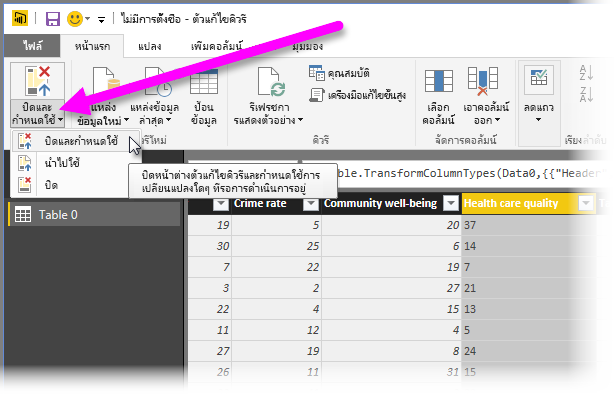 ไม่มีการตั้งชื่อ - ตัวแก้ไขคิวรี
ไฟล์ หน้าแรก แปลง เพิ่มคอลัมน์ มุมมอง
ปิดและ
กำหนดใช้
แหล่ง
ข้อมูลใหม่
แหล่งข้อมูล
ล่าสุด
ป้อน
ข้อมูล
รีเฟรชกา
แสดงตัวอย่าง
คุณสมบัติ
เครื่องมือแก้ไขขั้นสูง
คิวรี
เลือก
คอลัมน์
เอาคอลัมน์
ออก
จัดการคอลัมน์
ลดแถว
เรียงลำดับ
ปิดและกำหนดใช้
นำไปใช้
ปิด
ปิดหน้าต่างตัวแก้ไขคิวรีและกำหนดใช้การ
เปลี่ยนแปลงใดๆ ที่รอการดำเนินการอยู่
Table 0
Table.TransformColumnTypes(Data0,{{"Header"
Crime rate Community well-being Health care quality
19 5 20 37
30 25 6 14
7 22 19 7
3 2 27 21
22 4 15 13
11 12 4 5
27 19 8 24
26 11 31 15